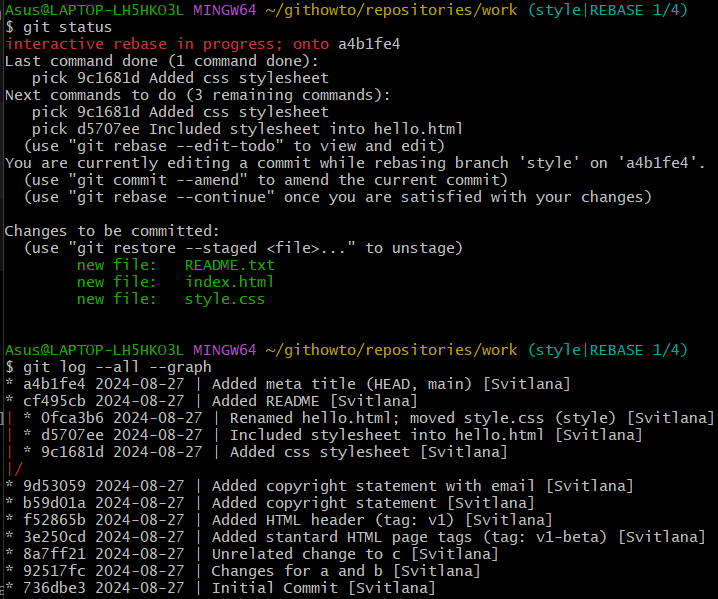 Asus@LAPTOP-LH5HKO3L MINGW64 ~/githowto/repositories/work (style|REBASE 1/4)
$ git status
interactive rebase in progress; onto a4b1fe4
Last command done (1 command done):
   pick 9c1681d Added css stylesheet
Next commands to do (3 remaining commands):
   pick 9c1681d Added css stylesheet
   pick d5707ee Included stylesheet into hello.html
  (use "git rebase --edit-todo" to view and edit)
You are currently editing a commit while rebasing branch 'style' on 'a4b1fe4'.
  (use "git commit --amend" to amend the current commit)
  (use "git rebase --continue" once you are satisfied with your changes)

Changes to be committed:
  (use "git restore --staged <file>..." to unstage)
        new file:   README.txt
        new file:   index.html
        new file:   style.css

Asus@LAPTOP-LH5HKO3L MINGW64 ~/githowto/repositories/work (style|REBASE 1/4)
$ git log --all --graph
* a4b1fe4 2024-08-27 | Added meta title (HEAD, main) [Svitlana]
* cf495cb 2024-08-27 | Added README [Svitlana]
| * 0fca3b6 2024-08-27 | Renamed hello.html; moved style.css (style) [Svitlana]
| * d5707ee 2024-08-27 | Included stylesheet into hello.html [Svitlana]
| * 9c1681d 2024-08-27 | Added css stylesheet [Svitlana]
|/
* 9d53059 2024-08-27 | Added copyright statement with email [Svitlana]
* b59d01a 2024-08-27 | Added copyright statement [Svitlana]
* f52865b 2024-08-27 | Added HTML header (tag: v1) [Svitlana]
* 3e250cd 2024-08-27 | Added stantard HTML page tags (tag: v1-beta) [Svitlana]
* 8a7ff21 2024-08-27 | Unrelated change to c [Svitlana]
* 92517fc 2024-08-27 | Changes for a and b [Svitlana]
* 736dbe3 2024-08-27 | Initial Commit [Svitlana]